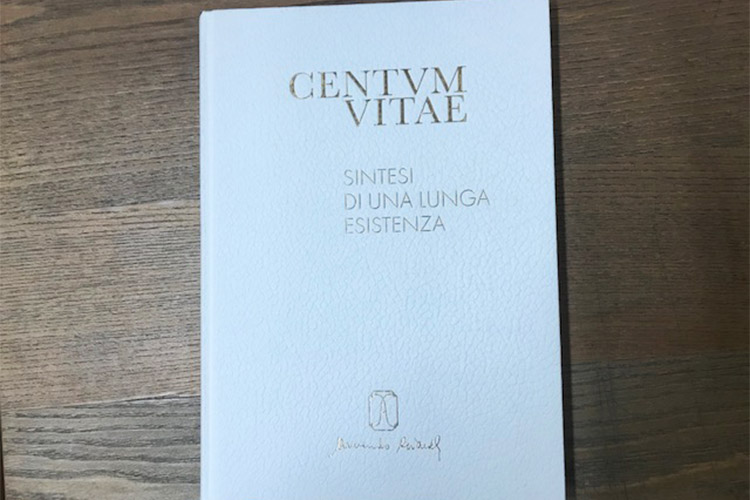 CENTVM
VITAE
SINTESI
DI UNA LUNGA
ESISTENZA